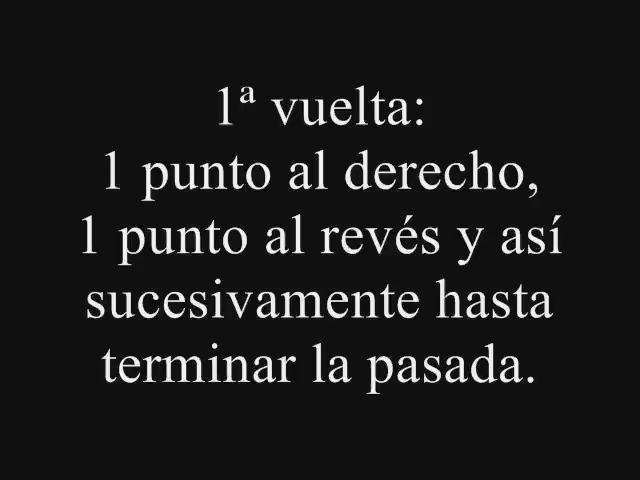 1ª vuelta:
1 punto al derecho,
1 punto al revés y así
sucesivamente hasta
terminar la pasada.